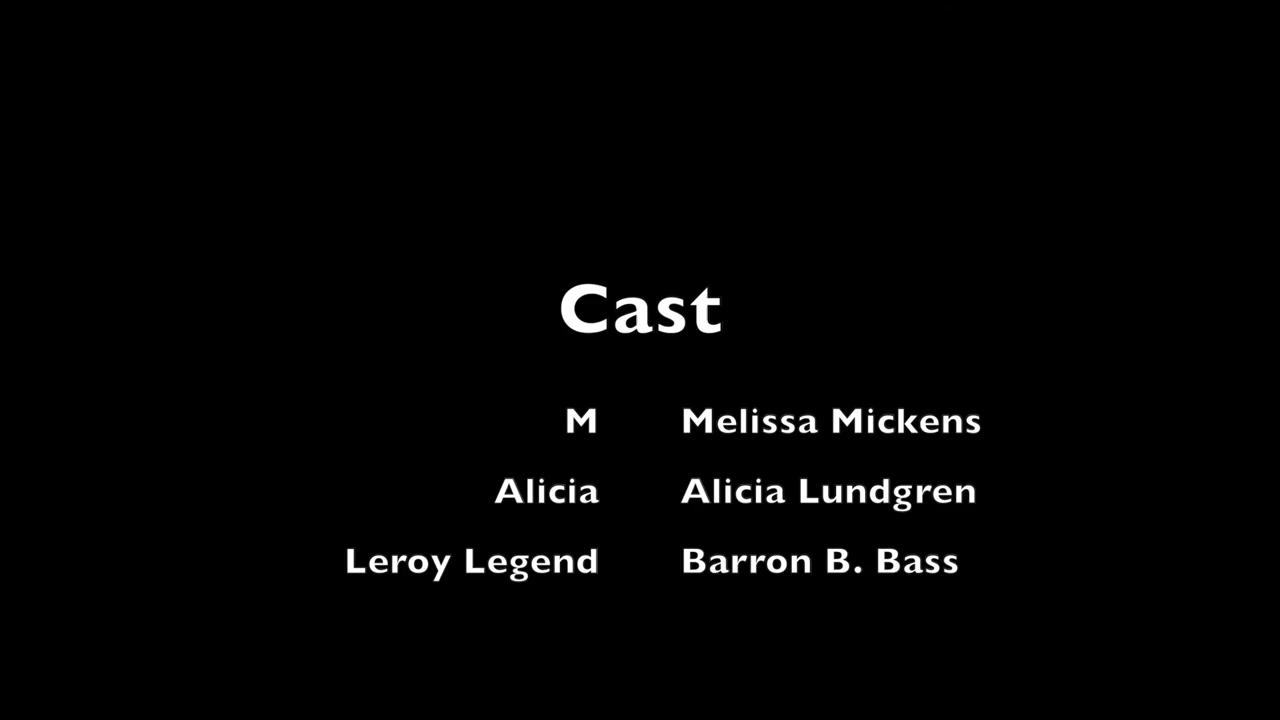 Cast
M Melissa Mickens
Alicia Alicia Lundgren
Leroy Legend Barron B. Bass